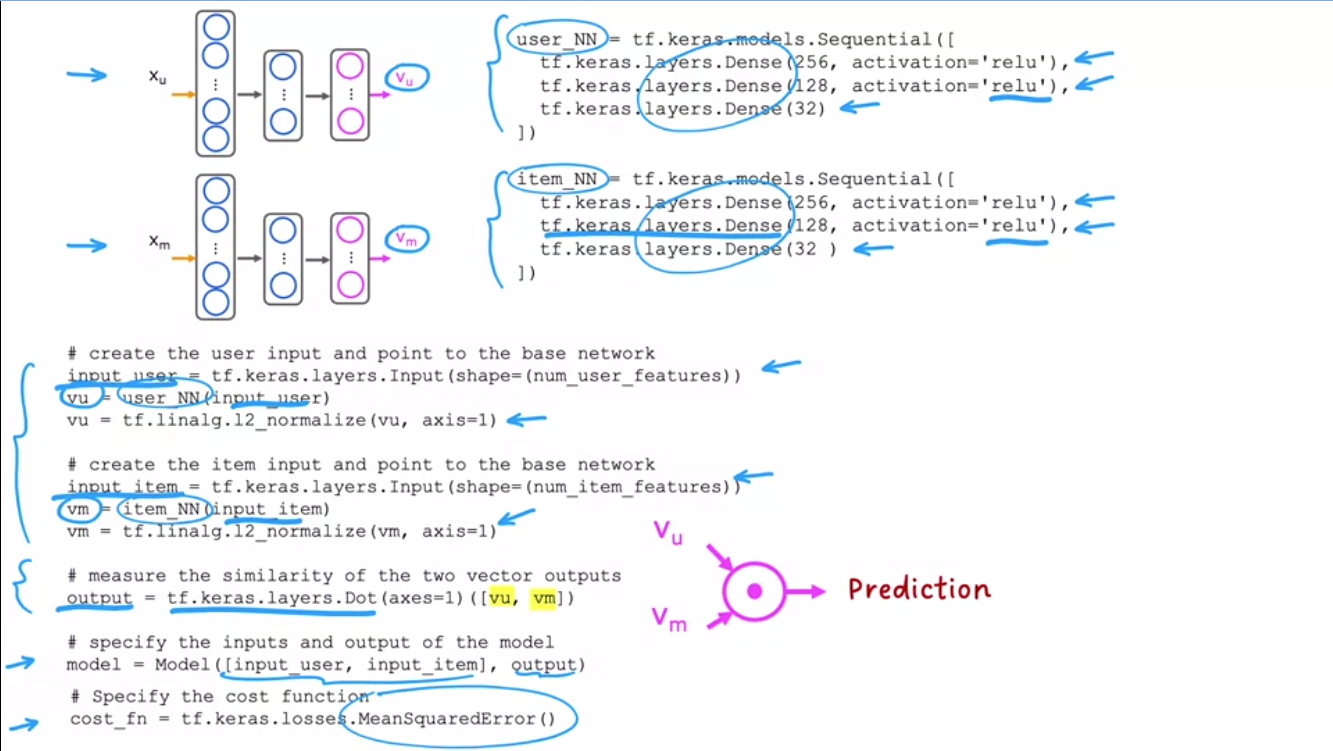 x_u
v_u
user_NN = tf.keras.models.Sequential([
tf.keras.layers.Dense(256, activation='relu'),
tf.keras.layers.Dense(128, activation='relu'),
tf.keras.layers.Dense(32)
])
x_m
v_m
item_NN = tf.keras.models.Sequential([
tf.keras.layers.Dense(256, activation='relu'),
tf.keras.layers.Dense(128, activation='relu'),
tf.keras.layers.Dense(32 )
])
# create the user input and point to the base network
input_user = tf.keras.layers.Input(shape=(num_user_features))
vu = user_NN(input_user)
vu = tf.linalg.l2_normalize(vu, axis=1)
# create the item input and point to the base network
input_item = tf.keras.layers.Input(shape=(num_item_features))
vm = item_NN(input_item)
vm = tf.linalg.l2_normalize(vm, axis=1)
# measure the similarity of the two vector outputs
output = tf.keras.layers.Dot(axes=1)([vu, vm])
# specify the inputs and output of the model
model = Model([input_user, input_item], output)
# Specify the cost function
cost_fn = tf.keras.losses.MeanSquaredError()
V_u
V_m
Prediction